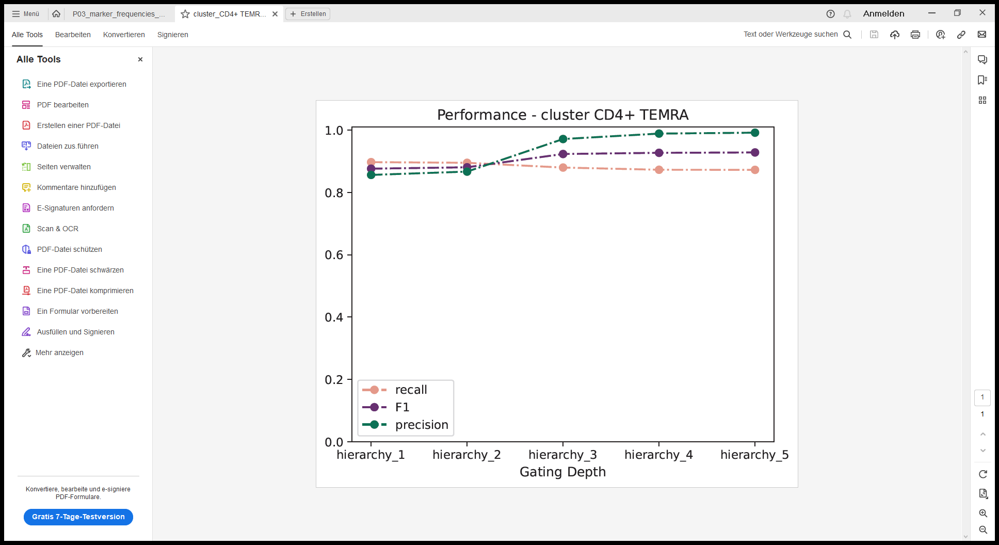 Menü
P03_marker_frequencies_...
cluster_CD4+ TEMR...
Erstellen
Anmelden
Alle Tools
Bearbeiten
Konvertieren
Signieren
Text oder Werkzeuge suchen
Alle Tools
Eine PDF-Datei exportieren
PDF bearbeiten
Erstellen einer PDF-Datei
Dateien zus.führen
Seiten verwalten
Kommentare hinzufügen
E-Signaturen anfordern
Scan & OCR
PDF-Datei schützen
Eine PDF-Datei schwärzen
Eine PDF-Datei komprimieren
Ein Formular vorbereiten
Ausfüllen und Signieren
Mehr anzeigen
Konvertiere, bearbeite und e-signiere
PDF-Formulare.
Gratis 7-Tage-Testversion
Performance - cluster CD4+ TEMRA
1.0
0.8
0.6
0.4
0.2
0.0
recall
F1
precision
hierarchy_1
hierarchy_2
hierarchy_3
hierarchy_4
hierarchy_5
Gating Depth
1
1